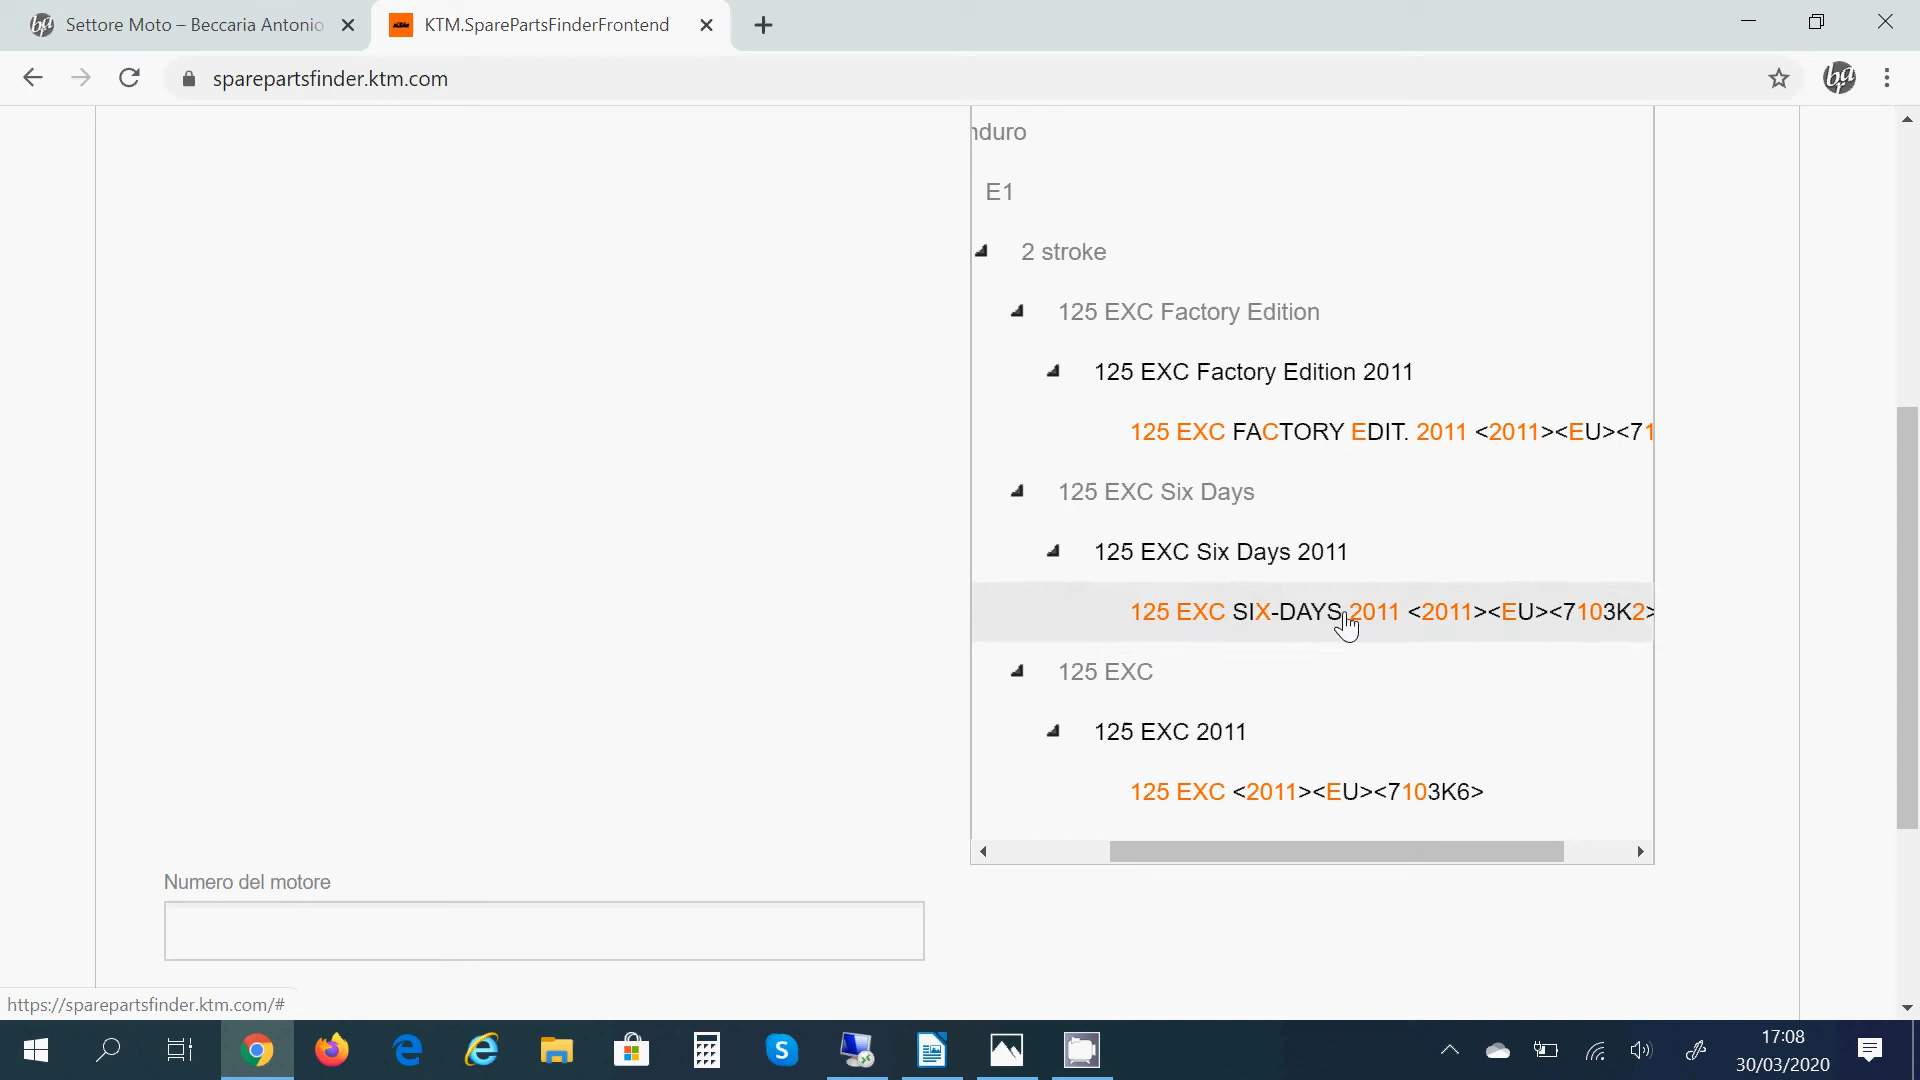 Settore Moto – Beccaria Antonio
KTM.SparePartsFinderFrontend
sparepartsfinder.ktm.com
nduro
E1
2 stroke
125 EXC Factory Edition
125 EXC Factory Edition 2011
125 EXC FACTORY EDIT. 2011 <2011><EU><71
125 EXC Six Days
125 EXC Six Days 2011
125 EXC SIX-DAYS 2011 <2011><EU><7103K2>
125 EXC
125 EXC 2011
125 EXC <2011><EU><7103K6>
Numero del motore
https://sparepartsfinder.ktm.com/#
17:08
30/03/2020